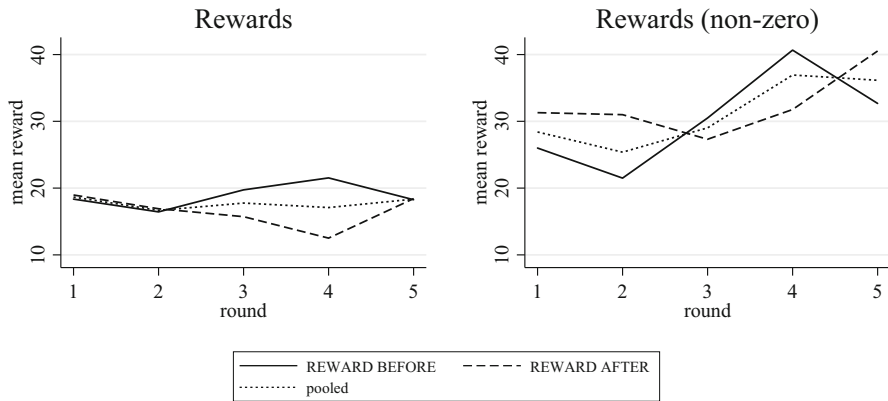 Rewards
mean reward
40
30
20
10
1 2 3 4 5
round
Rewards (non-zero)
mean reward
40
30
20
10
1 2 3 4 5
round
REWARD BEFORE
REWARD AFTER
pooled